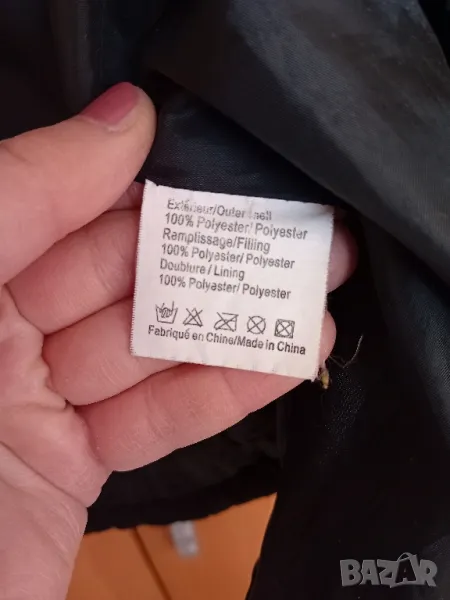 Extérieur/Outer shell
100% Polyester/ Polyester
Remplissage/Filling
100% Polyester/ Polyester
Doublure / Lining
100% Polyester/ Polyester
Fabriqué en Chine/Made in China
BAZAR